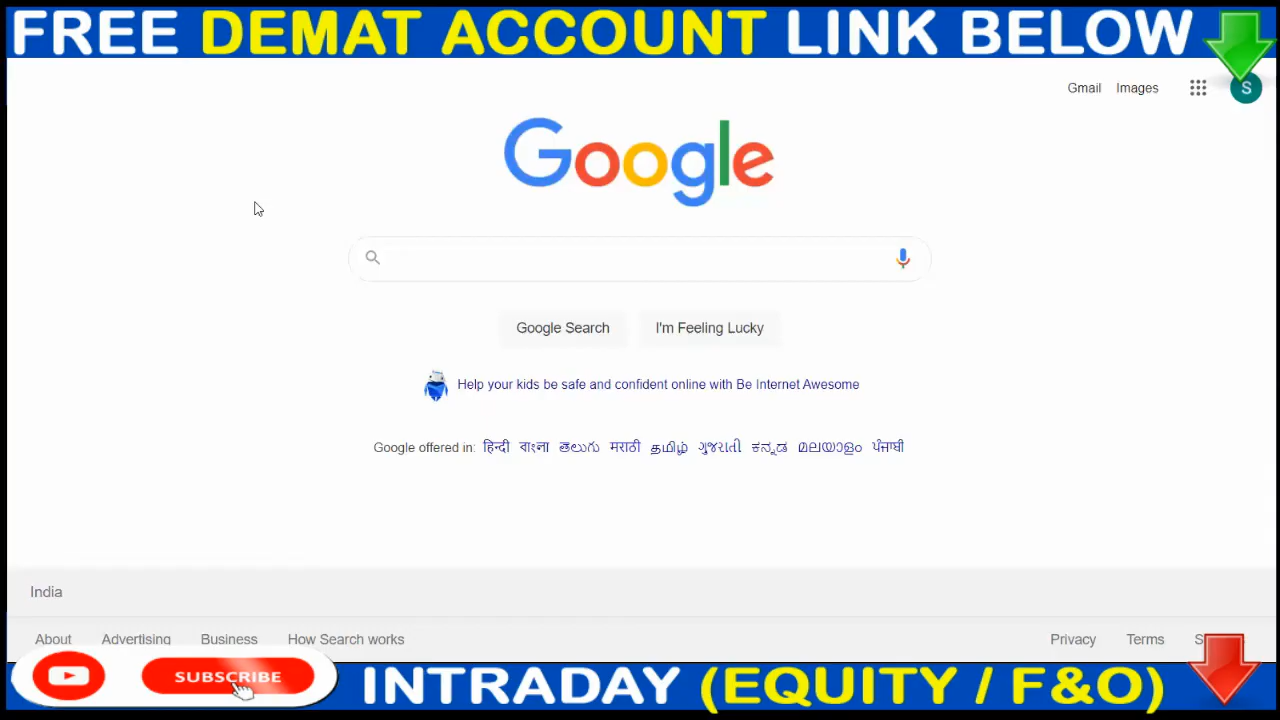 FREE DEMAT ACCOUNT LINK BELOW
Gmail Images
S
Google
Google Search I'm Feeling Lucky
Help your kids be safe and confident online with Be Internet Awesome
Google offered in: हिन्दी বাংলা తెలుగు मराठी தமிழ் ગુજરાતી ಕನ್ನಡ മലയാളം ਪੰਜਾਬੀ
India
About Advertising Business How Search works Privacy Terms
SUBSCRIBE
INTRADAY (EQUITY / F&O)